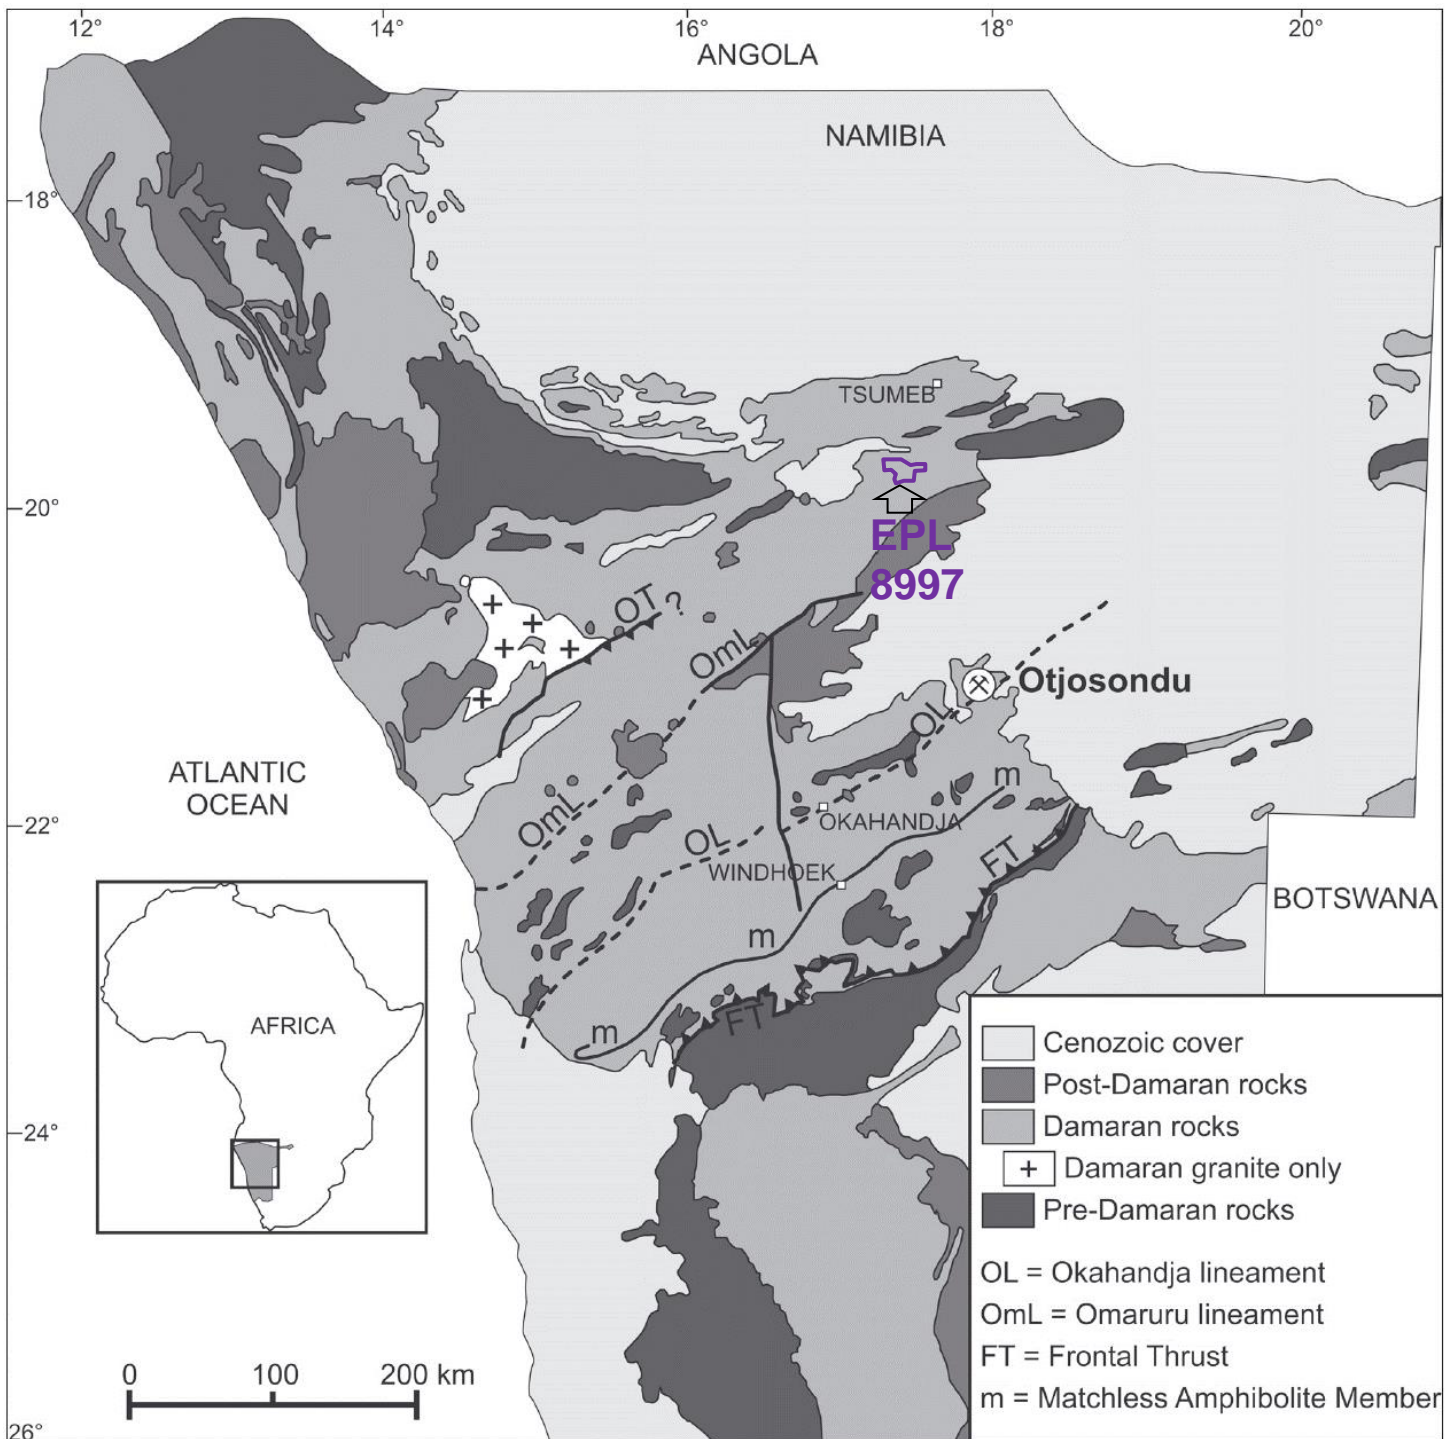 12°
14°
16°
18°
20°
ANGOLA
NAMIBIA
18°
TSUMEB
20°
EPL
8997
OT ?
OmL
Otjosondu
OL
ATLANTIC
OCEAN
m
OmL
22°
OKAHANDJA
OL
FT
WINDHOEK
BOTSWANA
m
AFRICA
FT
m
Cenozoic cover
Post-Damaran rocks
Damaran rocks
+ Damaran granite only
Pre-Damaran rocks
24°
OL = Okahandja lineament
OmL = Omaruru lineament
FT = Frontal Thrust
m = Matchless Amphibolite Member
0 100 200 km
26°